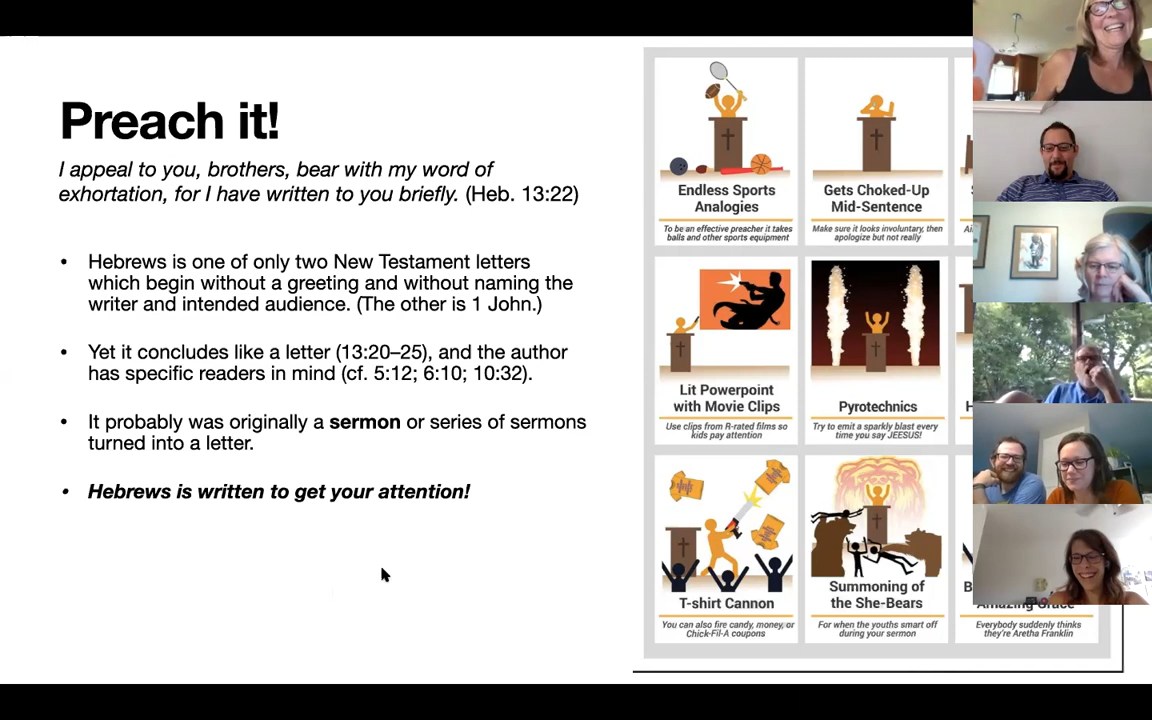 Preach it!
I appeal to you, brothers, bear with my word of
exhortation, for I have written to you briefly. (Heb. 13:22)
• Hebrews is one of only two New Testament letters
which begin without a greeting and without naming the
writer and intended audience. (The other is 1 John.)
• Yet it concludes like a letter (13:20–25), and the author
has specific readers in mind (cf. 5:12; 6:10; 10:32).
• It probably was originally a sermon or series of sermons
turned into a letter.
• Hebrews is written to get your attention!
Endless Sports
Analogies
To be an effective preacher it takes
balls and other sports equipment
Gets Choked-Up
Mid-Sentence
Make sure it looks involuntary, then
apologize but not really
Lit Powerpoint
with Movie Clips
Use clips from R-rated films so
kids pay attention
Pyrotechnics
Try to emit a sparkly blast every
time you say JEESUS!
T-shirt Cannon
You can also fire candy, money, or
Chick-Fil-A coupons
Summoning of
the She-Bears
For when the youths smart off
during your sermon
Amazing Grace
Everybody suddenly thinks
they're Aretha Franklin